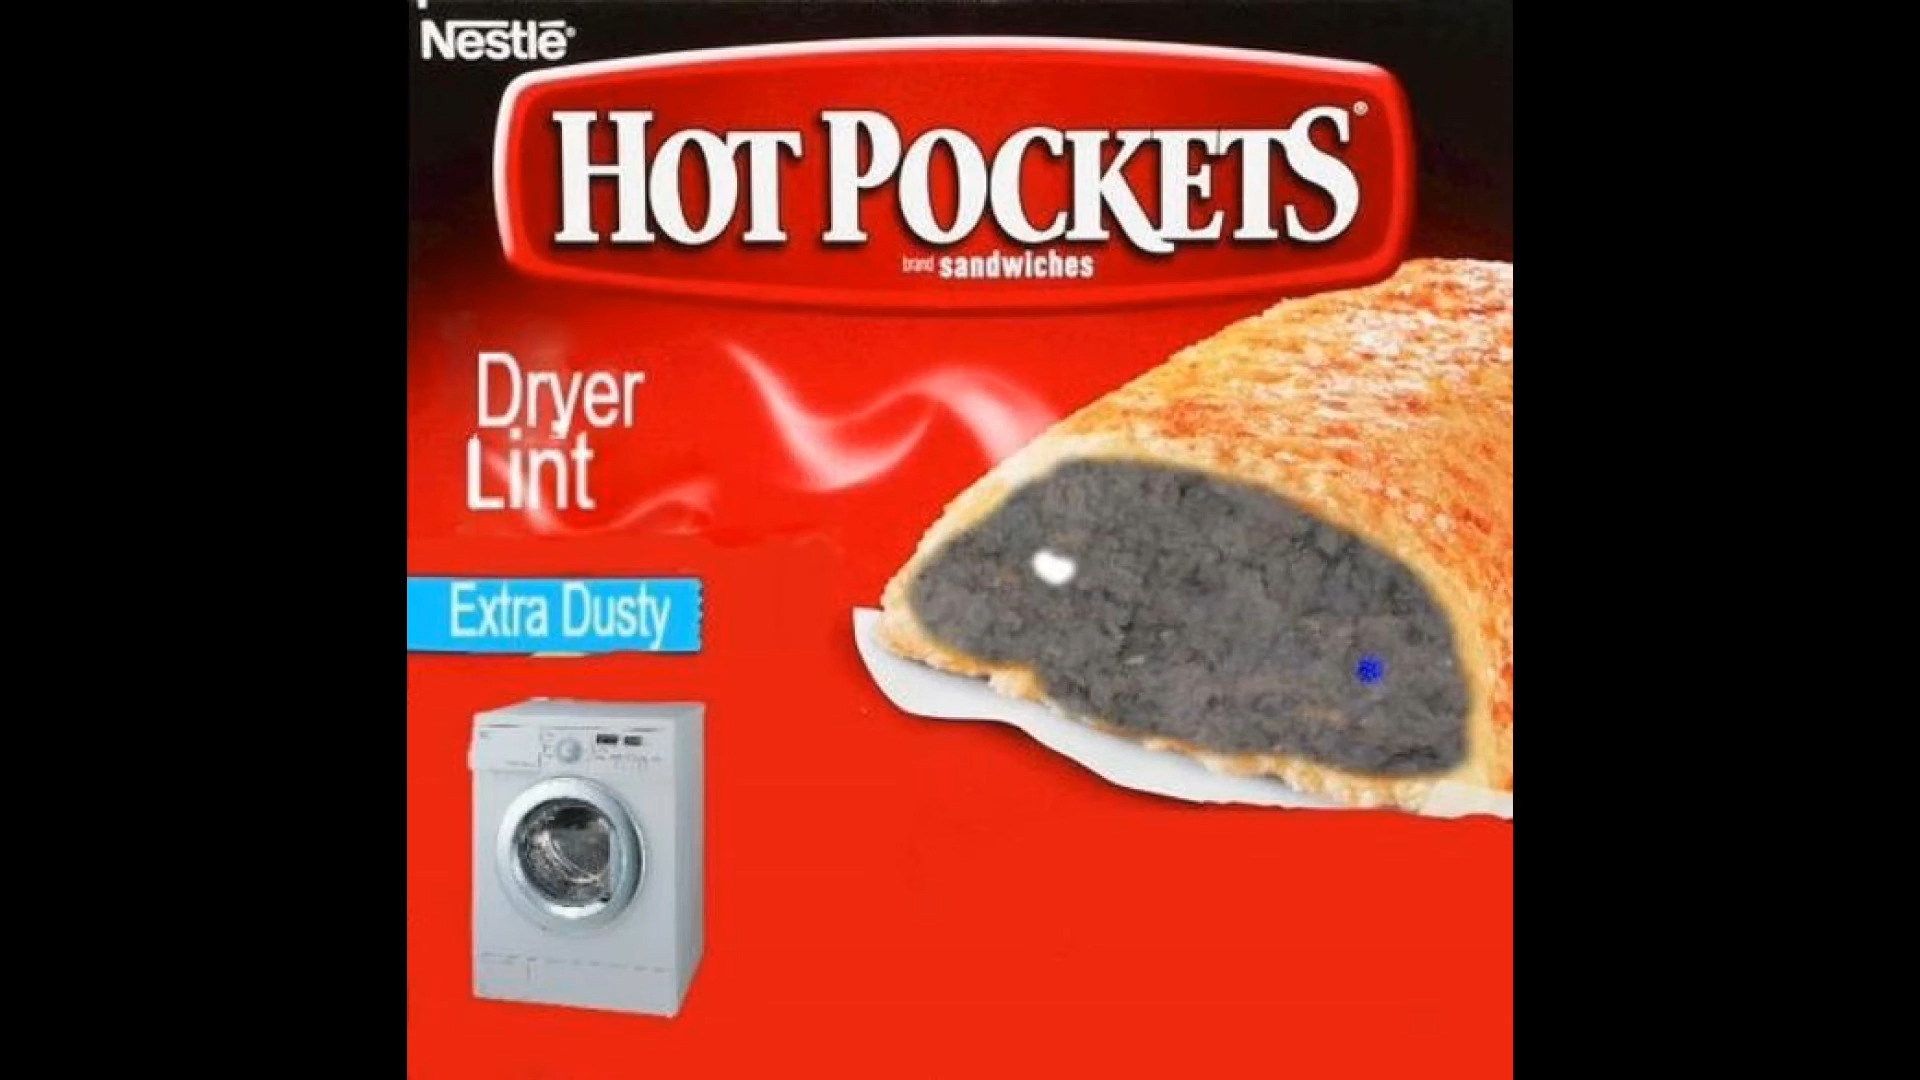 Nestlé®
HOT POCKETS®
brand sandwiches
Dryer
Lint
Extra Dusty